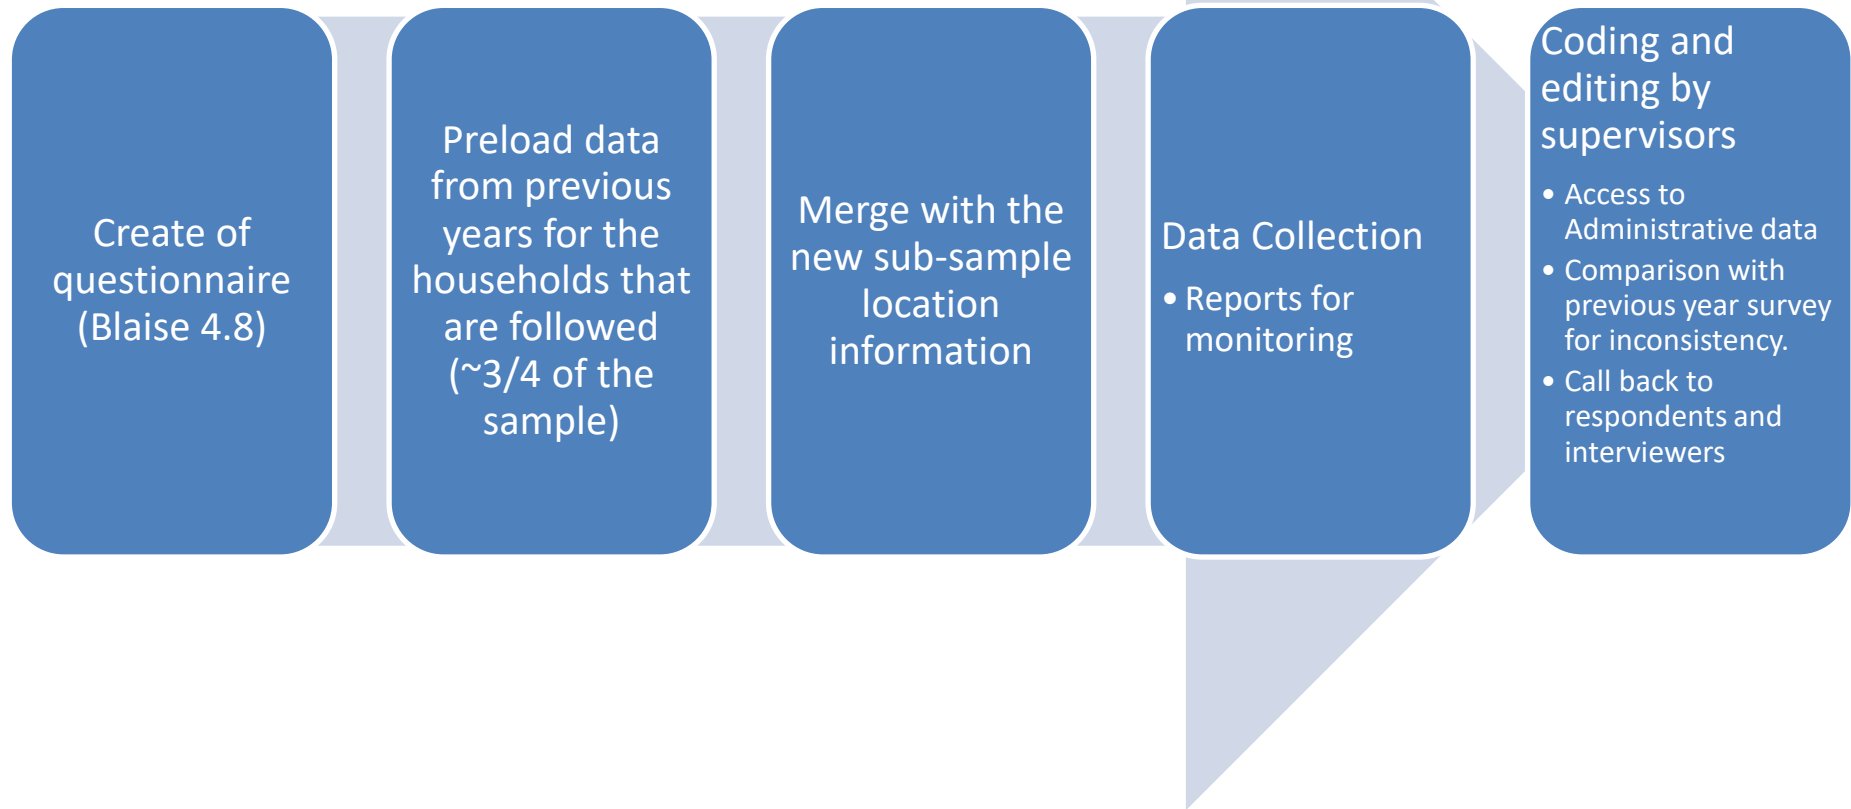 Create of
questionnaire
(Blaise 4.8)
Preload data
from previous
years for the
households that
are followed
(~3/4 of the
sample)
Merge with the
new sub-sample
location
information
Data Collection
• Reports for
monitoring
Coding and
editing by
supervisors
• Access to
Administrative data
• Comparison with
previous year survey
for inconsistency.
• Call back to
respondents and
interviewers